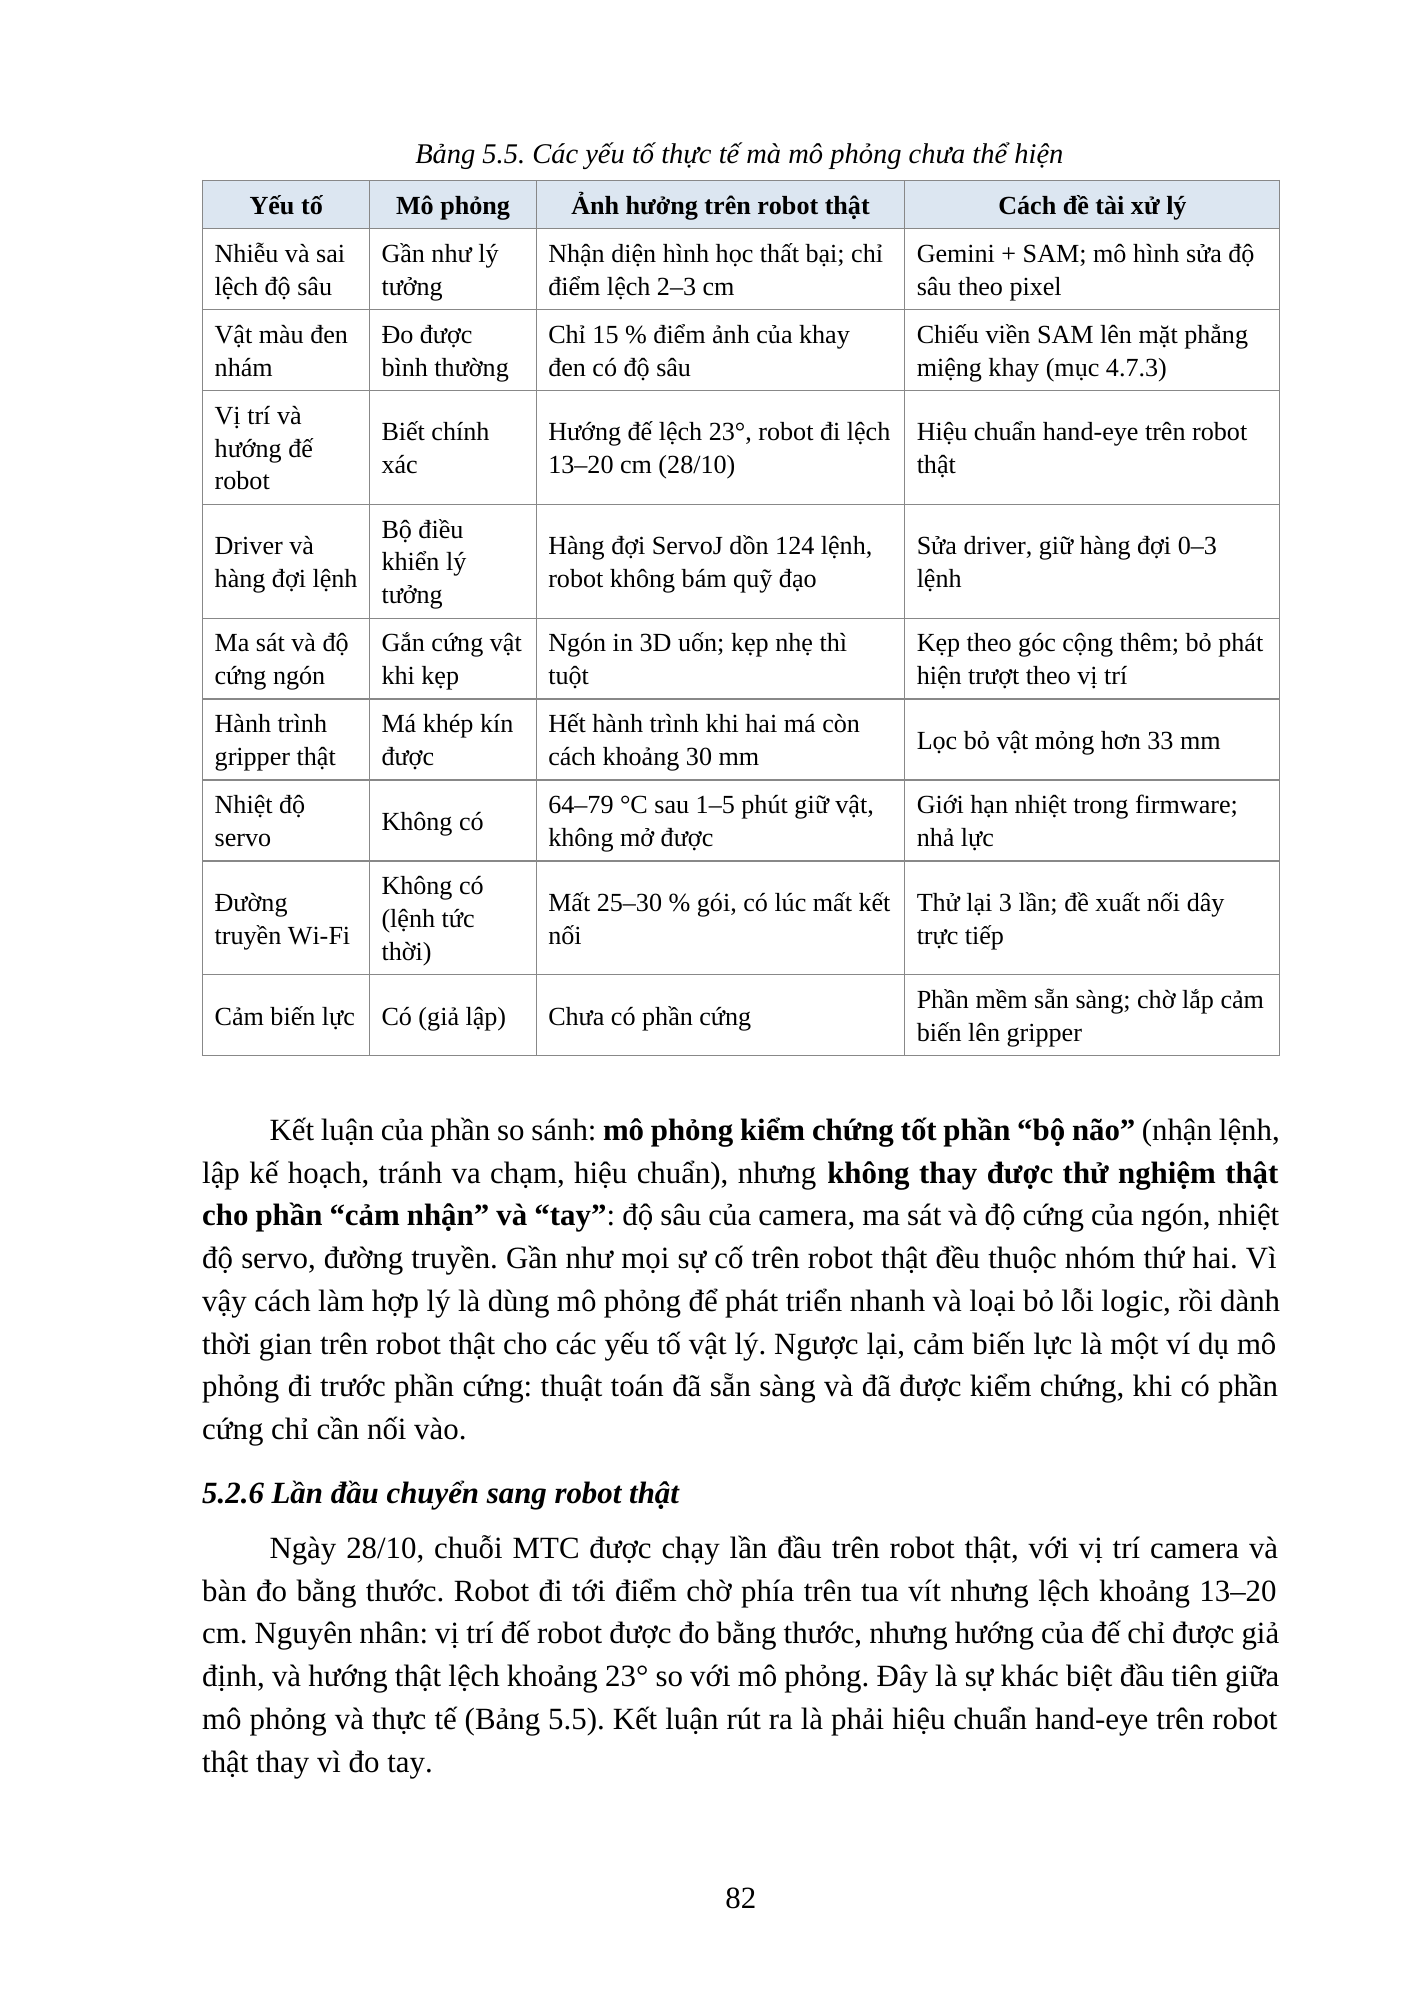 Bảng 5.5. Các yếu tố thực tế mà mô phỏng chưa thể hiện
Yếu tố
Mô phỏng
Ảnh hưởng trên robot thật
Cách đề tài xử lý
Nhiễu và sai
lệch độ sâu
Gần như lý
tưởng
Nhận diện hình học thất bại; chỉ
điểm lệch 2–3 cm
Gemini + SAM; mô hình sửa độ
sâu theo pixel
Vật màu đen
nhám
Đo được
bình thường
Chỉ 15 % điểm ảnh của khay
đen có độ sâu
Chiếu viền SAM lên mặt phẳng
miệng khay (mục 4.7.3)
Vị trí và
hướng đế
robot
Biết chính
xác
Hướng đế lệch 23°, robot đi lệch
13–20 cm (28/10)
Hiệu chuẩn hand-eye trên robot
thật
Driver và
hàng đợi lệnh
Bộ điều
khiển lý
tưởng
Hàng đợi ServoJ dồn 124 lệnh,
robot không bám quỹ đạo
Sửa driver, giữ hàng đợi 0–3
lệnh
Ma sát và độ
cứng ngón
Gắn cứng vật
khi kẹp
Ngón in 3D uốn; kẹp nhẹ thì
tuột
Kẹp theo góc cộng thêm; bỏ phát
hiện trượt theo vị trí
Hành trình
gripper thật
Má khép kín
được
Hết hành trình khi hai má còn
cách khoảng 30 mm
Lọc bỏ vật mỏng hơn 33 mm
Nhiệt độ
servo
Không có
64–79 °C sau 1–5 phút giữ vật,
không mở được
Giới hạn nhiệt trong firmware;
nhả lực
Đường
truyền Wi-Fi
Không có
(lệnh tức
thời)
Mất 25–30 % gói, có lúc mất kết
nối
Thử lại 3 lần; đề xuất nối dây
trực tiếp
Cảm biến lực
Có (giả lập)
Chưa có phần cứng
Phần mềm sẵn sàng; chờ lắp cảm
biến lên gripper
Kết luận của phần so sánh: mô phỏng kiểm chứng tốt phần “bộ não” (nhận lệnh,
lập kế hoạch, tránh va chạm, hiệu chuẩn), nhưng không thay được thử nghiệm thật
cho phần “cảm nhận” và “tay”: độ sâu của camera, ma sát và độ cứng của ngón, nhiệt
độ servo, đường truyền. Gần như mọi sự cố trên robot thật đều thuộc nhóm thứ hai. Vì
vậy cách làm hợp lý là dùng mô phỏng để phát triển nhanh và loại bỏ lỗi logic, rồi dành
thời gian trên robot thật cho các yếu tố vật lý. Ngược lại, cảm biến lực là một ví dụ mô
phỏng đi trước phần cứng: thuật toán đã sẵn sàng và đã được kiểm chứng, khi có phần
cứng chỉ cần nối vào.
5.2.6 Lần đầu chuyển sang robot thật
Ngày 28/10, chuỗi MTC được chạy lần đầu trên robot thật, với vị trí camera và
bàn đo bằng thước. Robot đi tới điểm chờ phía trên tua vít nhưng lệch khoảng 13–20
cm. Nguyên nhân: vị trí đế robot được đo bằng thước, nhưng hướng của đế chỉ được giả
định, và hướng thật lệch khoảng 23° so với mô phỏng. Đây là sự khác biệt đầu tiên giữa
mô phỏng và thực tế (Bảng 5.5). Kết luận rút ra là phải hiệu chuẩn hand-eye trên robot
thật thay vì đo tay.
82